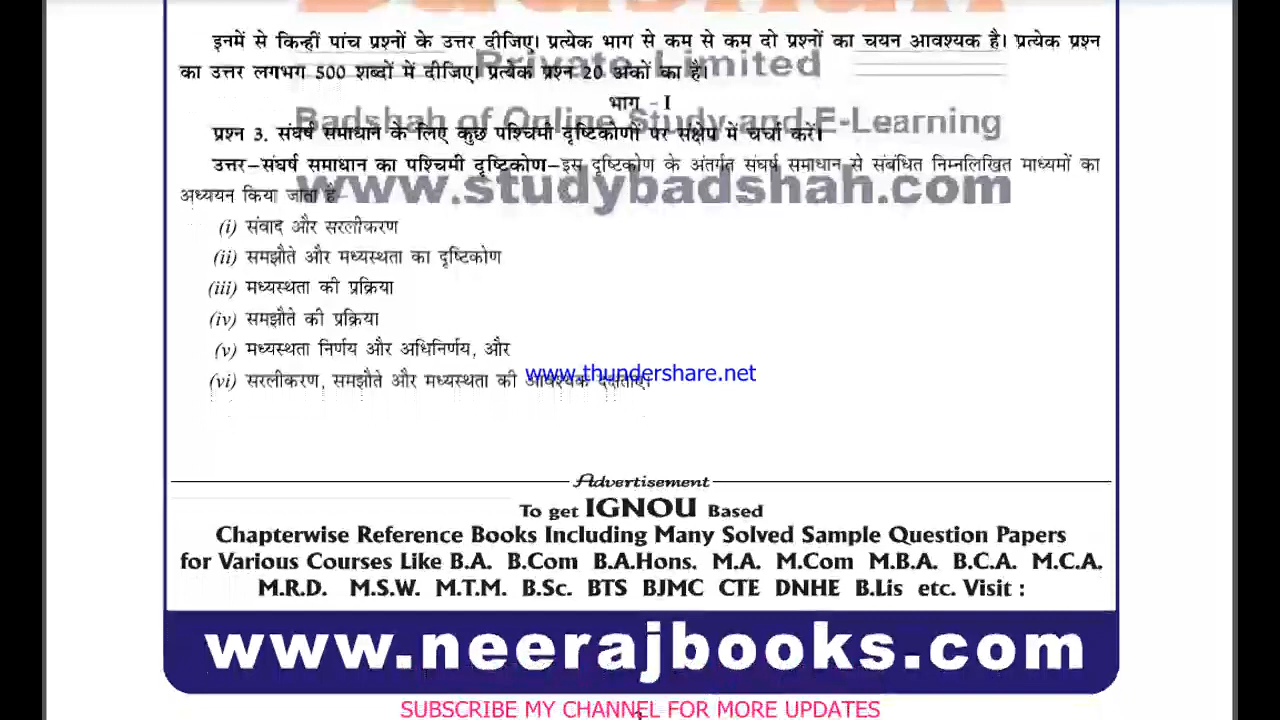 इनमें से किन्हीं पांच प्रश्नों के उत्तर दीजिए। प्रत्येक भाग से कम से कम दो प्रश्नों का चयन आवश्यक है। प्रत्येक प्रश्न
का उत्तर लगभग 500 शब्दों में दीजिए। प्रत्येक प्रश्न 20 अंकों का है।
Private Limited
भाग - I
Badshah of Online Study and E-Learning
प्रश्न 3. संघर्ष समाधान के लिए कुछ पश्चिमी दृष्टिकोणों पर संक्षेप में चर्चा करें।
उत्तर–संघर्ष समाधान का पश्चिमी दृष्टिकोण–इस दृष्टिकोण के अंतर्गत संघर्ष समाधान से संबंधित निम्नलिखित माध्यमों का
www.studybadshah.com
अध्ययन किया जाता है–
(i) संवाद और सरलीकरण
(ii) समझौते और मध्यस्थता का दृष्टिकोण
(iii) मध्यस्थता की प्रक्रिया
(iv) समझौते की प्रक्रिया
(v) मध्यस्थता निर्णय और अधिनिर्णय, और
www.thundershare.net
(vi) सरलीकरण, समझौते और मध्यस्थता की आवश्यक दक्षताएं।
Advertisement
To get IGNOU Based
Chapterwise Reference Books Including Many Solved Sample Question Papers
for Various Courses Like B.A. B.Com B.A.Hons. M.A. M.Com M.B.A. B.C.A. M.C.A.
M.R.D. M.S.W. M.T.M. B.Sc. BTS BJMC CTE DNHE B.Lis etc. Visit :
www.neerajbooks.com
SUBSCRIBE MY CHANNEL FOR MORE UPDATES